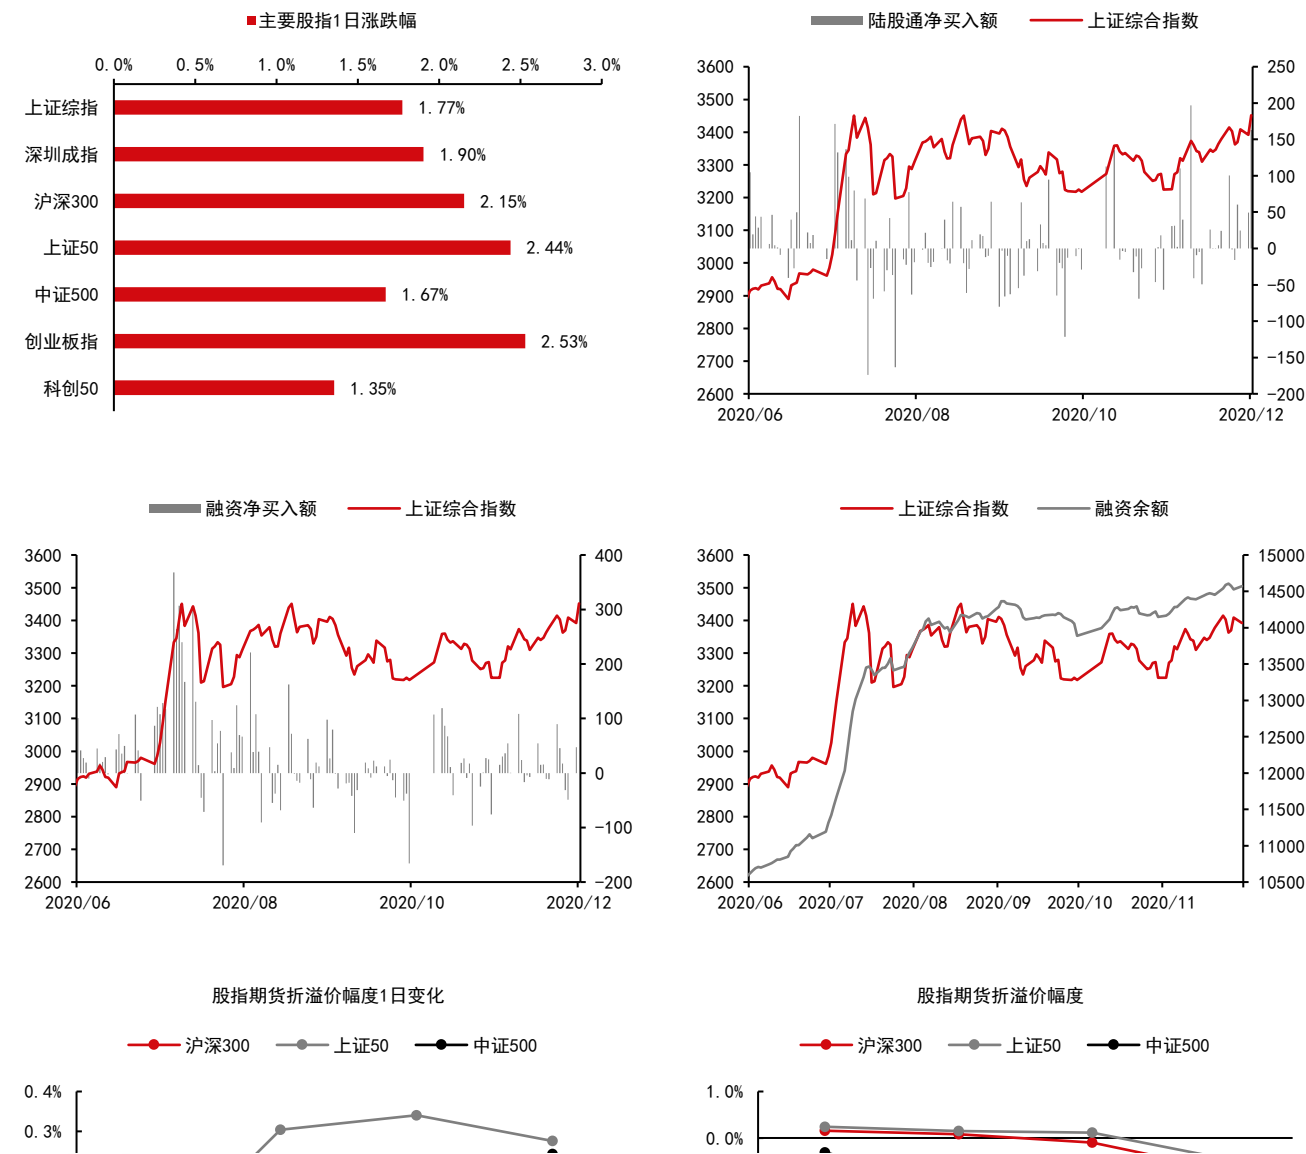 主要股指1日涨跌幅
0.0% 0.5% 1.0% 1.5% 2.0% 2.5% 3.0%
上证综指 1.77%
深圳成指 1.90%
沪深300 2.15%
上证50 2.44%
中证500 1.67%
创业板指 2.53%
科创50 1.35%
陆股通净买入额 上证综合指数
3600 250
3500 200
3400 150
3300 100
3200 50
3100 0
3000 -50
2900 -100
2800 -150
2700 -200
2600
2020/06 2020/08 2020/10 2020/12
融资净买入额 上证综合指数
3600 400
3500 300
3400 200
3300 100
3200 0
3100 -100
3000 -200
2900
2800
2700
2600
2020/06 2020/08 2020/10 2020/12
上证综合指数 融资余额
3600 15000
3500 14500
3400 14000
3300 13500
3200 13000
3100 12500
3000 12000
2900 11500
2800 11000
2700 10500
2600
2020/06 2020/07 2020/08 2020/09 2020/10 2020/11
股指期货折溢价幅度1日变化
沪深300 上证50 中证500
0.4%
0.3%
股指期货折溢价幅度
沪深300 上证50 中证500
1.0%
0.0%